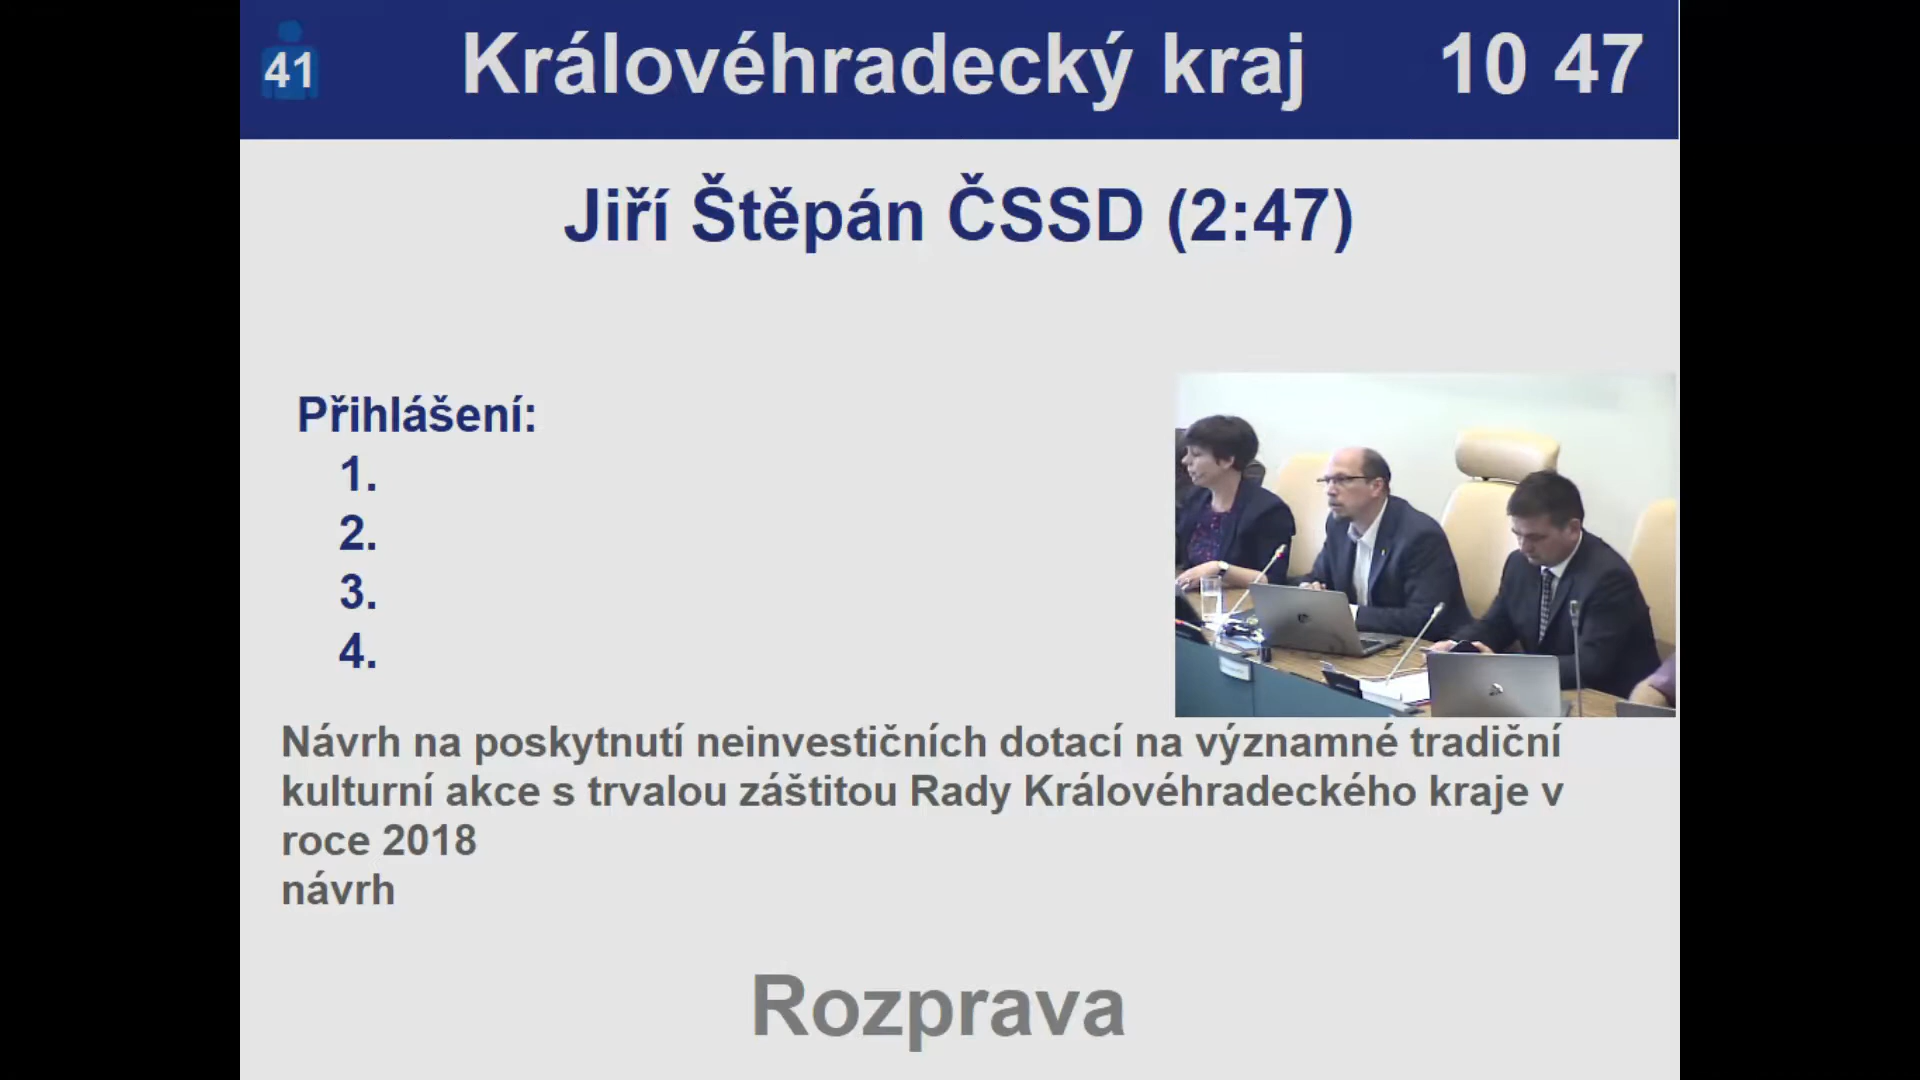 41
Královéhradecký kraj
10 47
Jiří Štěpán ČSSD (2:47)
Přihlášení:
1.
2.
3.
4.
Návrh na poskytnutí neinvestičních dotací na významné tradiční
kulturní akce s trvalou záštitou Rady Královéhradeckého kraje v
roce 2018
návrh
Rozprava